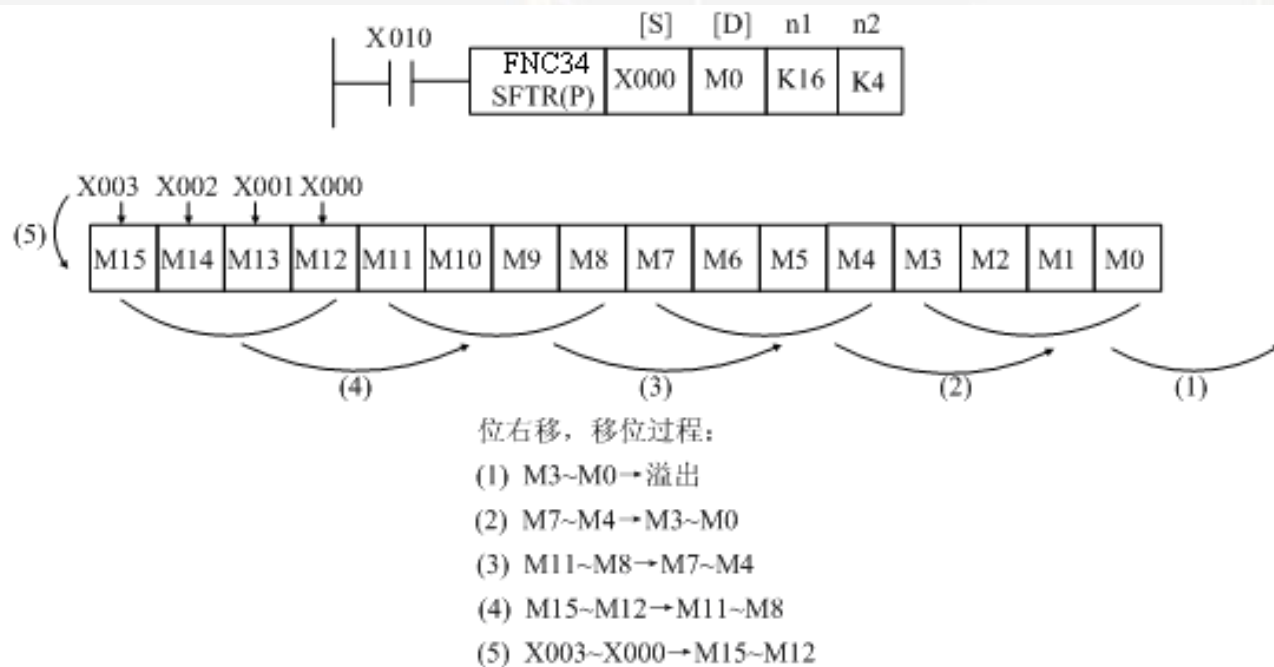 [S] [D] n1 n2
X010
FNC34 X000 M0 K16 K4
SFTR(P)
X003 X002 X001 X000
(5)
M15 M14 M13 M12 M11 M10 M9 M8 M7 M6 M5 M4 M3 M2 M1 M0
(4) (3) (2) (1)
位右移，移位过程：
(1) M3~M0→溢出
(2) M7~M4→M3~M0
(3) M11~M8→M7~M4
(4) M15~M12→M11~M8
(5) X003~X000→M15~M12